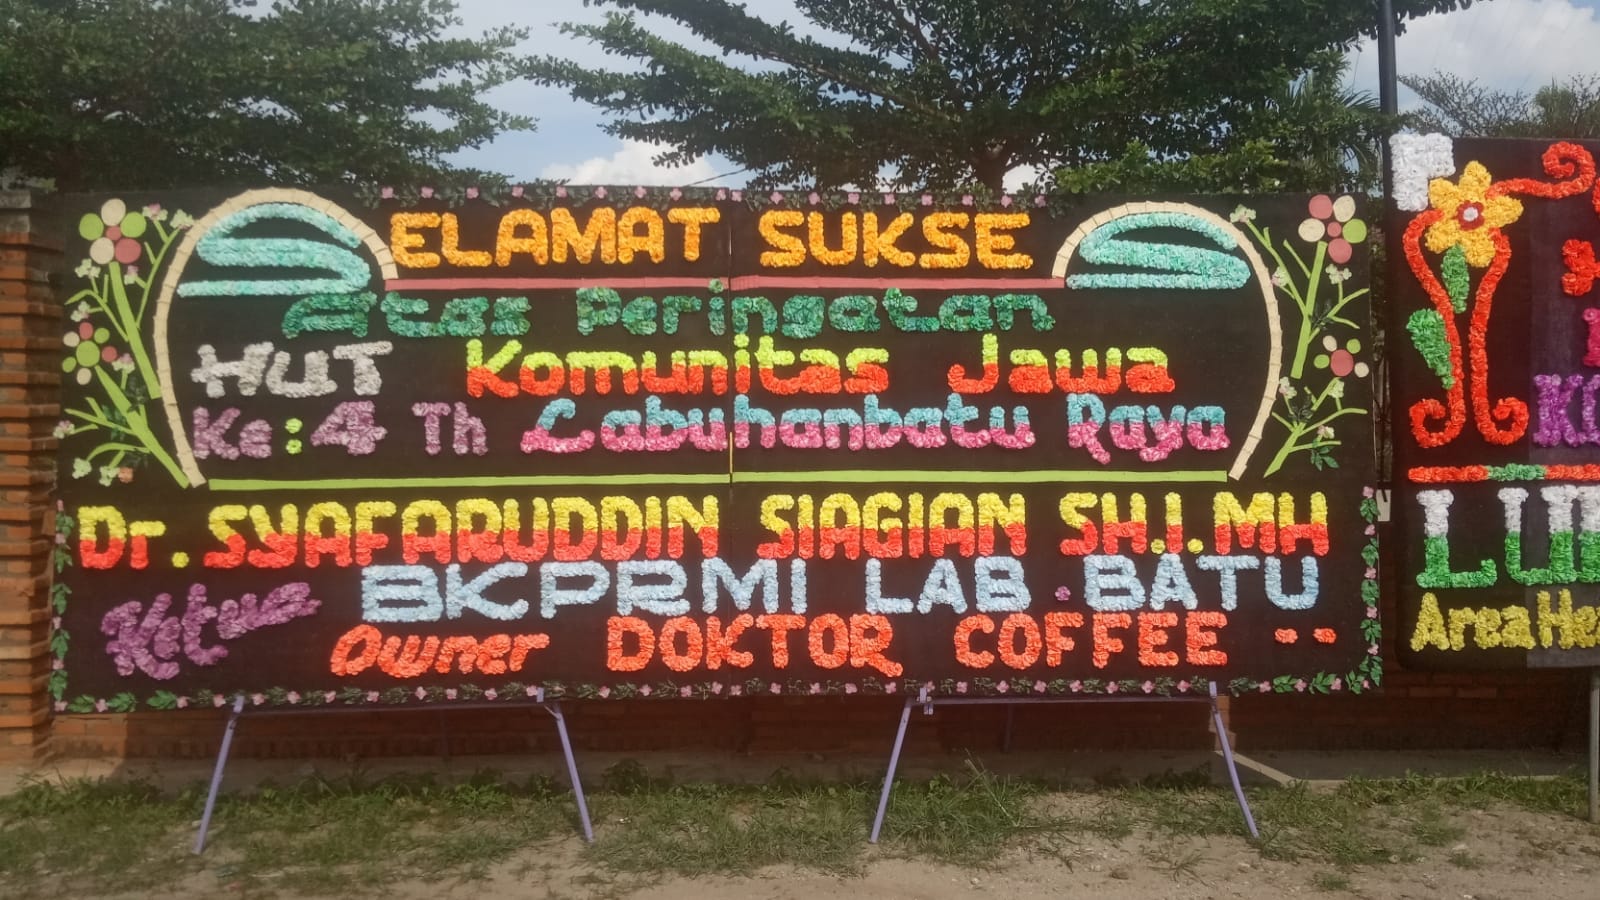 SELAMAT SUKSES
Atas Peringatan
HUT Komunitas Jawa
Ke : 4 Th Labuhanbatu Raya
Dr. SYAFARUDDIN SIAGIAN SH.I.MH
Ketua BKPRMI LAB.BATU
Owner DOKTOR COFFEE --
Area